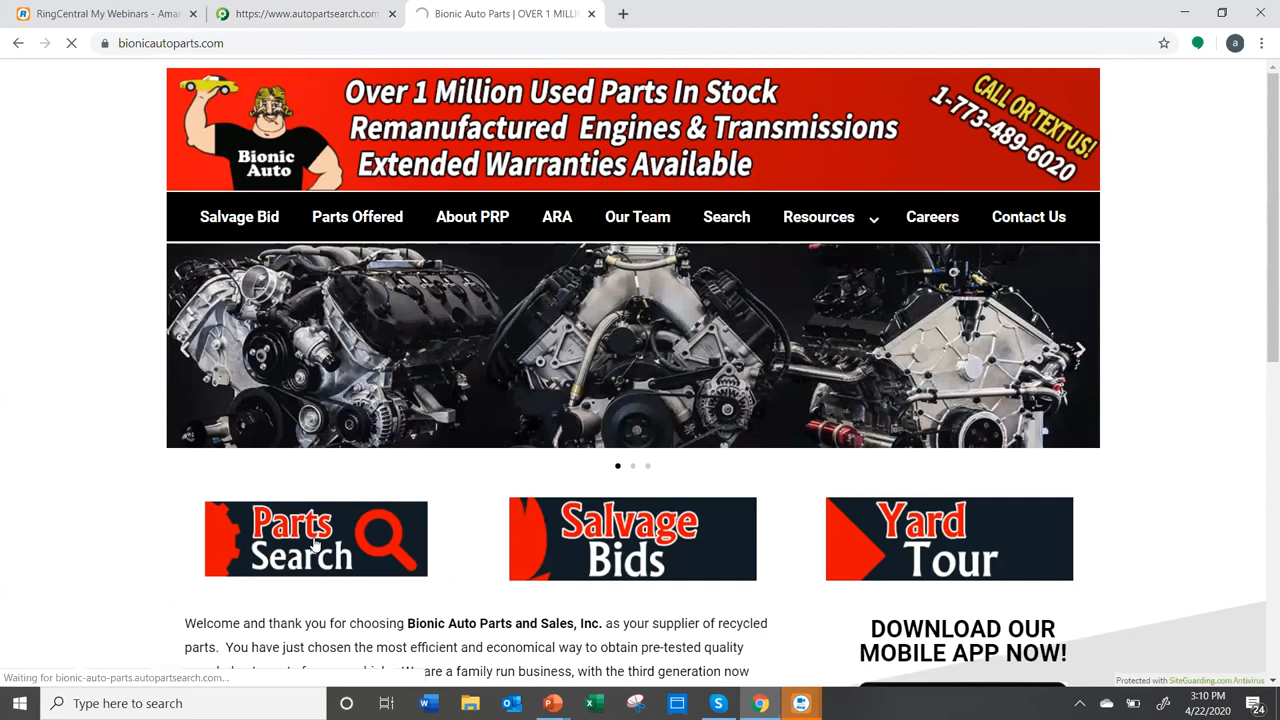 RingCentral My Webinars - Amar
https://www.autopartsearch.com
Bionic Auto Parts | OVER 1 MILLI
bionicautoparts.com
a
Bionic
Auto
Over 1 Million Used Parts In Stock
Remanufactured Engines & Transmissions
Extended Warranties Available
CALL OR TEXT US!
1-773-489-6020
Salvage Bid Parts Offered About PRP ARA Our Team Search Resources Careers Contact Us
Parts
Search
Salvage
Bids
Yard
Tour
Welcome and thank you for choosing Bionic Auto Parts and Sales, Inc. as your supplier of recycled
parts. You have just chosen the most efficient and economical way to obtain pre-tested quality
are a family run business, with the third generation now
DOWNLOAD OUR
MOBILE APP NOW!
Waiting for bionic-auto-parts.autopartsearch.com...
Protected with SiteGuarding.com Antivirus
Type here to search
3:10 PM
4/22/2020
24